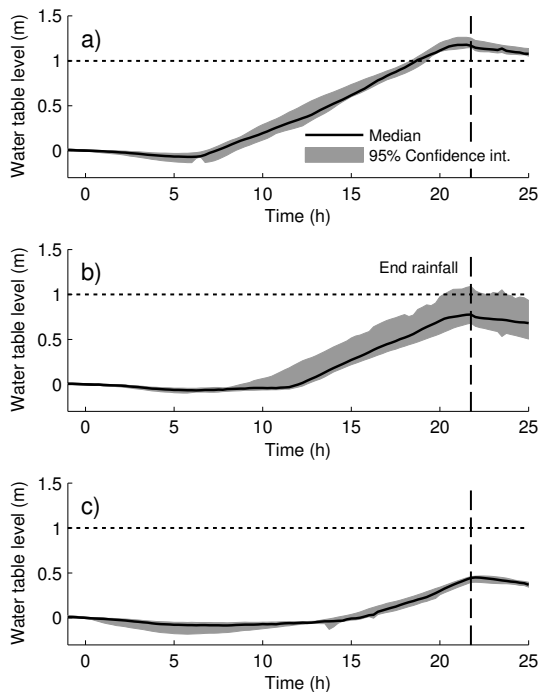 1.5
a)
1
0.5
0
Water table level (m)
Median
95% Confidence int.
0 5 10 15 20 25
Time (h)
1.5
b)
End rainfall
1
0.5
0
Water table level (m)
0 5 10 15 20 25
Time (h)
1.5
c)
1
0.5
0
Water table level (m)
0 5 10 15 20 25
Time (h)